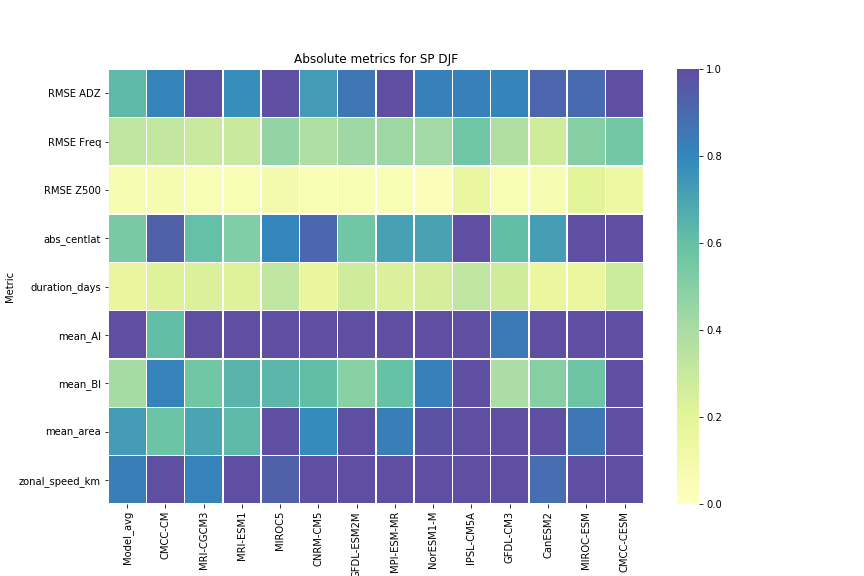 Absolute metrics for SP DJF
Metric
RMSE ADZ
RMSE Freq
RMSE Z500
abs_centlat
duration_days
mean_AI
mean_BI
mean_area
zonal_speed_km
Model_avg
CMCC-CM
MRI-CGCM3
MRI-ESM1
MIROC5
CNRM-CM5
GFDL-ESM2M
MPI-ESM-MR
NorESM1-M
IPSL-CM5A
GFDL-CM3
CanESM2
MIROC-ESM
CMCC-CESM
1.0
0.8
0.6
0.4
0.2
0.0